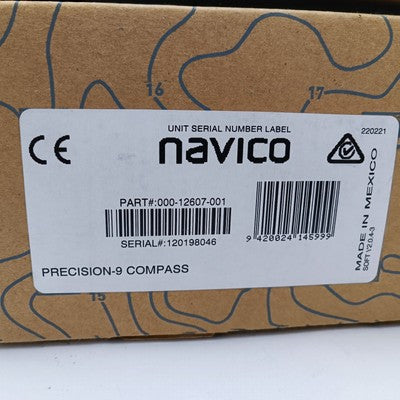 16
17
UNIT SERIAL NUMBER LABEL
CE
navico
220221
PART#:000-12607-001
SERIAL#:120198046
9 420024 145999
PRECISION-9 COMPASS
MADE IN MEXICO
SOFT V2.0.4-3
15